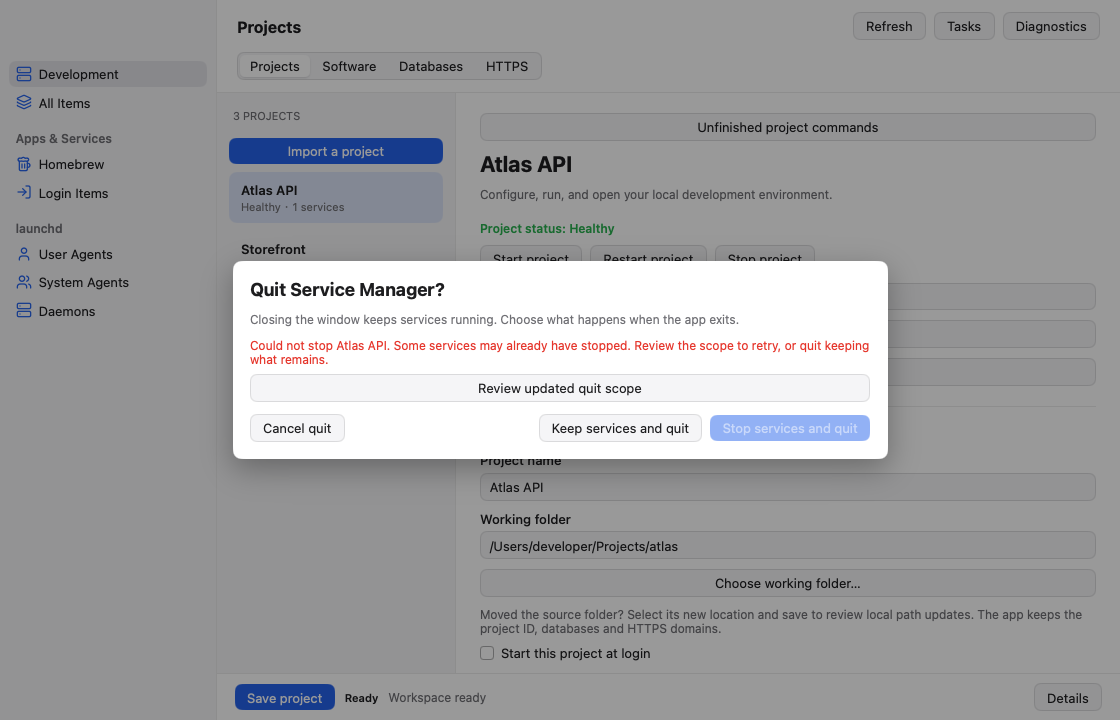 Projects
Refresh
Tasks
Diagnostics
Projects
Software
Databases
HTTPS
Development
All Items
Apps & Services
Homebrew
Login Items
launchd
User Agents
System Agents
Daemons
3 PROJECTS
Import a project
Atlas API
Healthy · 1 services
Storefront
Unfinished project commands
Atlas API
Configure, run, and open your local development environment.
Project status: Healthy
Start project
Restart project
Stop project
Quit Service Manager?
Closing the window keeps services running. Choose what happens when the app exits.
Could not stop Atlas API. Some services may already have stopped. Review the scope to retry, or quit keeping
what remains.
Review updated quit scope
Cancel quit
Keep services and quit
Stop services and quit
Project name
Atlas API
Working folder
/Users/developer/Projects/atlas
Choose working folder...
Moved the source folder? Select its new location and save to review local path updates. The app keeps the
project ID, databases and HTTPS domains.
Start this project at login
Save project
Ready
Workspace ready
Details